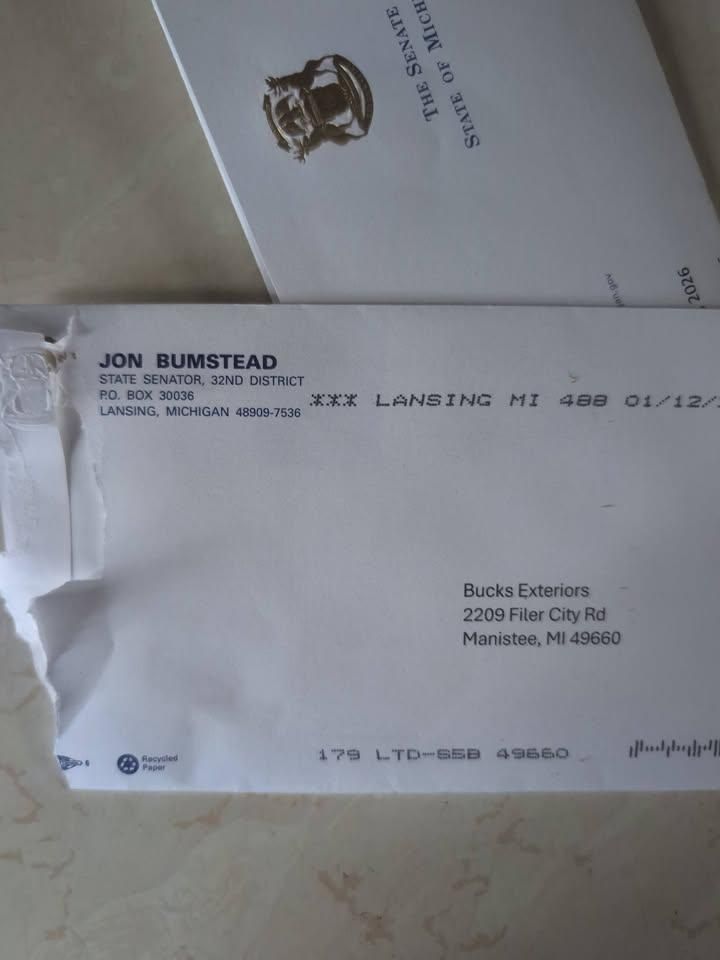 THE SENATE
STATE OF
2026
JON BUMSTEAD
STATE SENATOR, 32ND DISTRICT
P.O. BOX 30036
LANSING, MICHIGAN 48909-7536
*** LANSING MI 488 01/12/
Bucks Exteriors
2209 Filer City Rd
Manistee, MI 49660
6
Recycled
Paper
179 LTD-SSB 49660